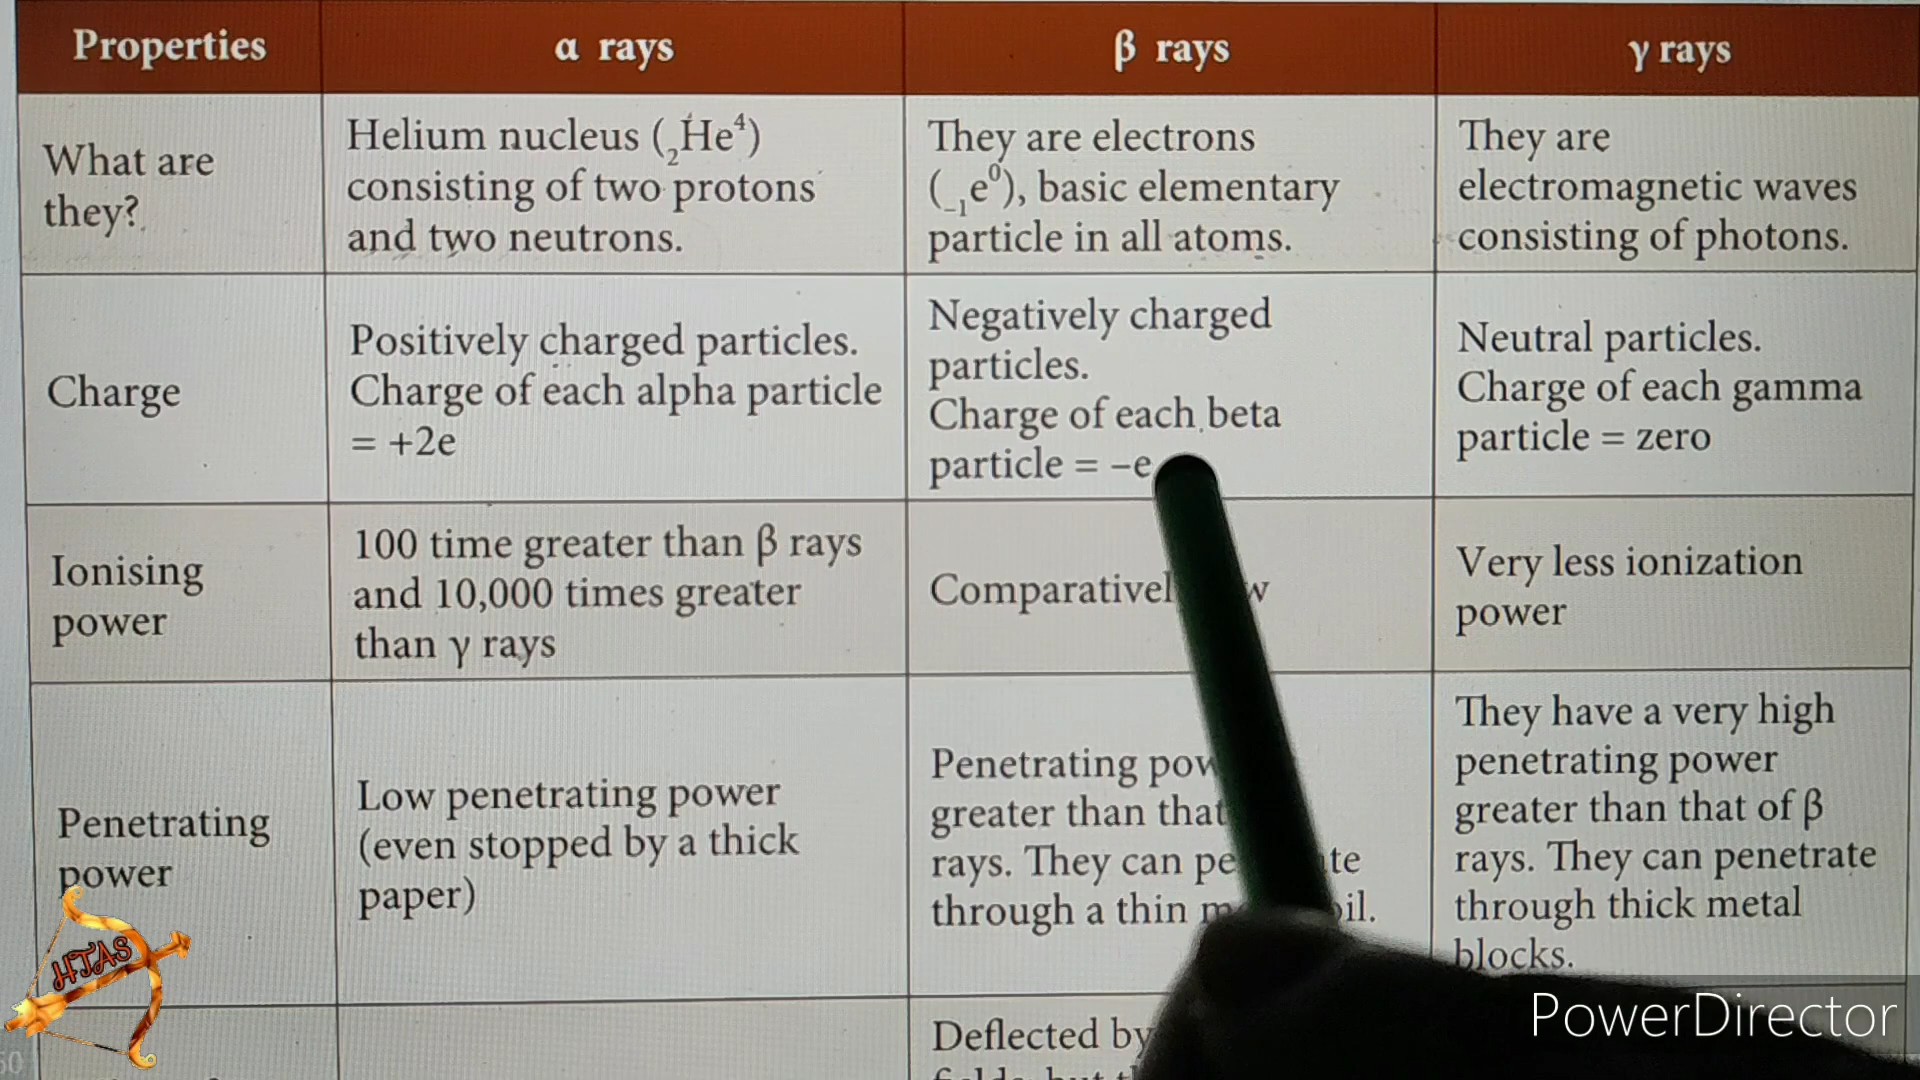 Properties
α rays
β rays
γ rays
What are
they?
Helium nucleus (₂He⁴)
consisting of two protons
and two neutrons.
They are electrons
(₋₁e⁰), basic elementary
particle in all atoms.
They are
electromagnetic waves
consisting of photons.
Charge
Positively charged particles.
Charge of each alpha particle
= +2e
Negatively charged
particles.
Charge of each beta
particle = –e
Neutral particles.
Charge of each gamma
particle = zero
Ionising
power
100 time greater than β rays
and 10,000 times greater
than γ rays
Very less ionization
power
Penetrating
power
Low penetrating power
(even stopped by a thick
paper)
Penetrating
greater than that
rays. They can
through a thin
They have a very high
penetrating power
greater than that of β
rays. They can penetrate
through thick metal
blocks.
Deflected by
HTAS
PowerDirector